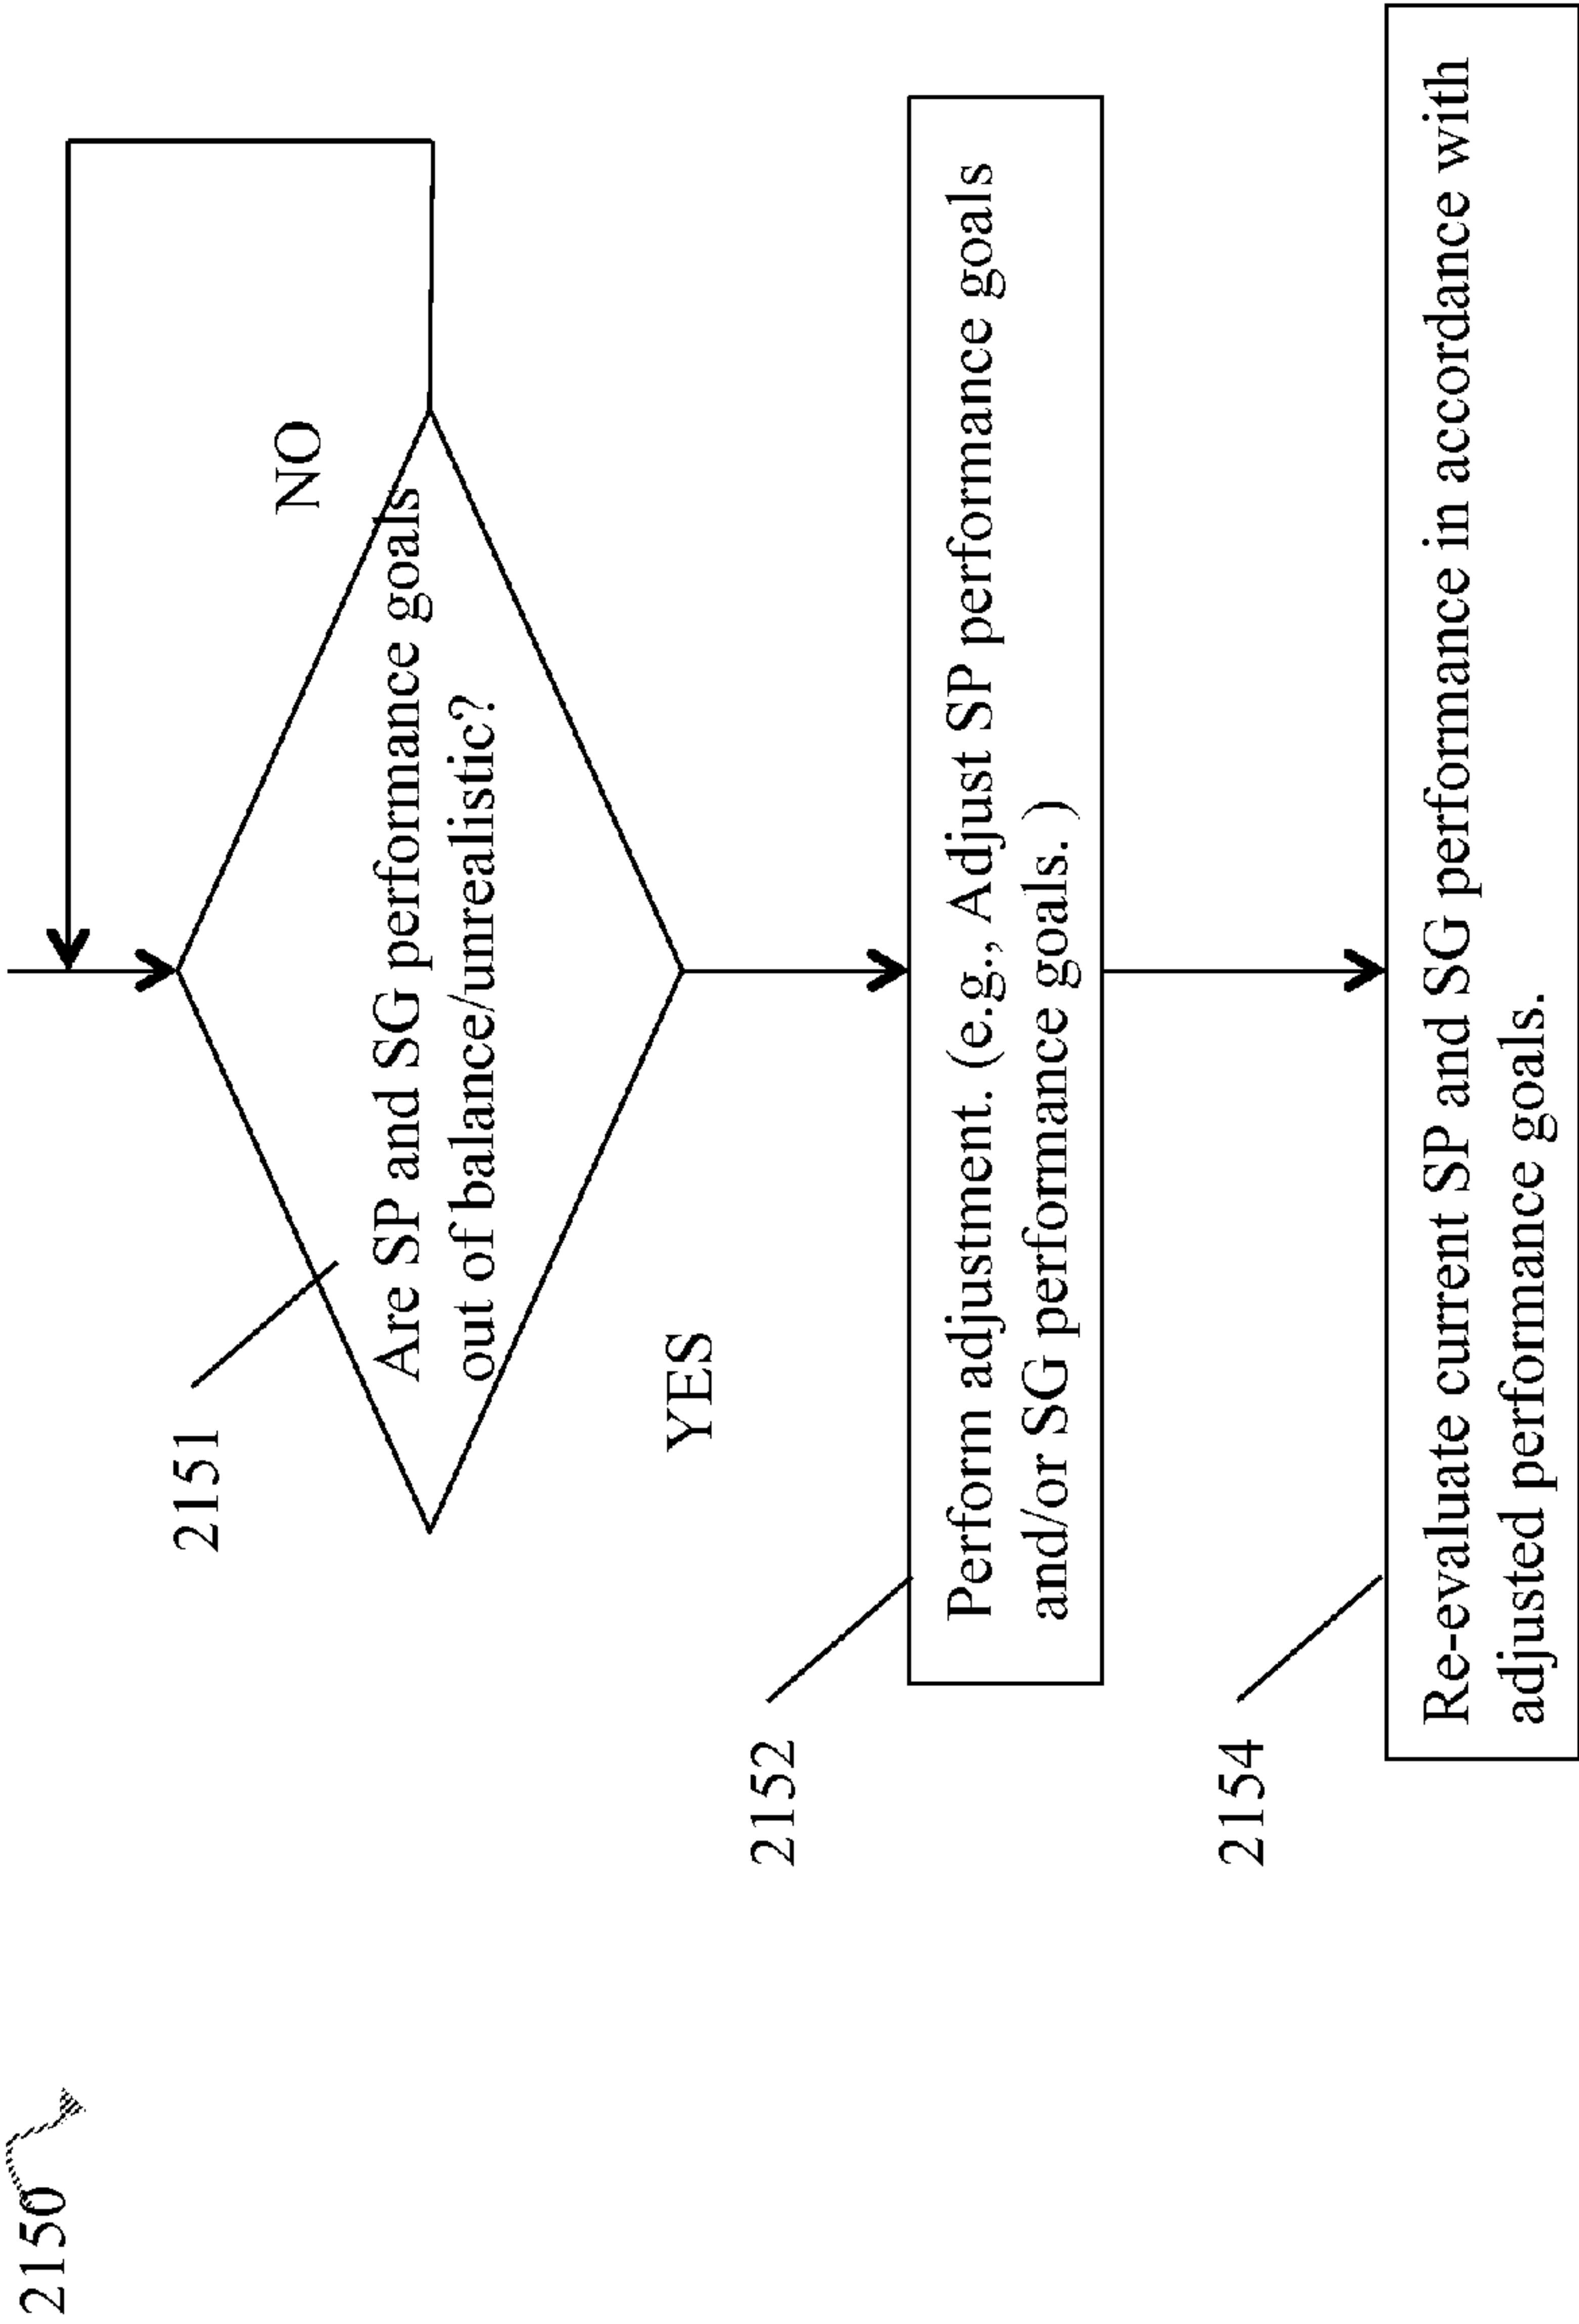 2150
2151
Are SP and SG performance goals
out of balance/unrealistic?
NO
YES
2152
Perform adjustment. (e.g., Adjust SP performance goals
and/or SG performance goals. )
2154
Re-evaluate current SP and SG performance in accordance with
adjusted performance goals.